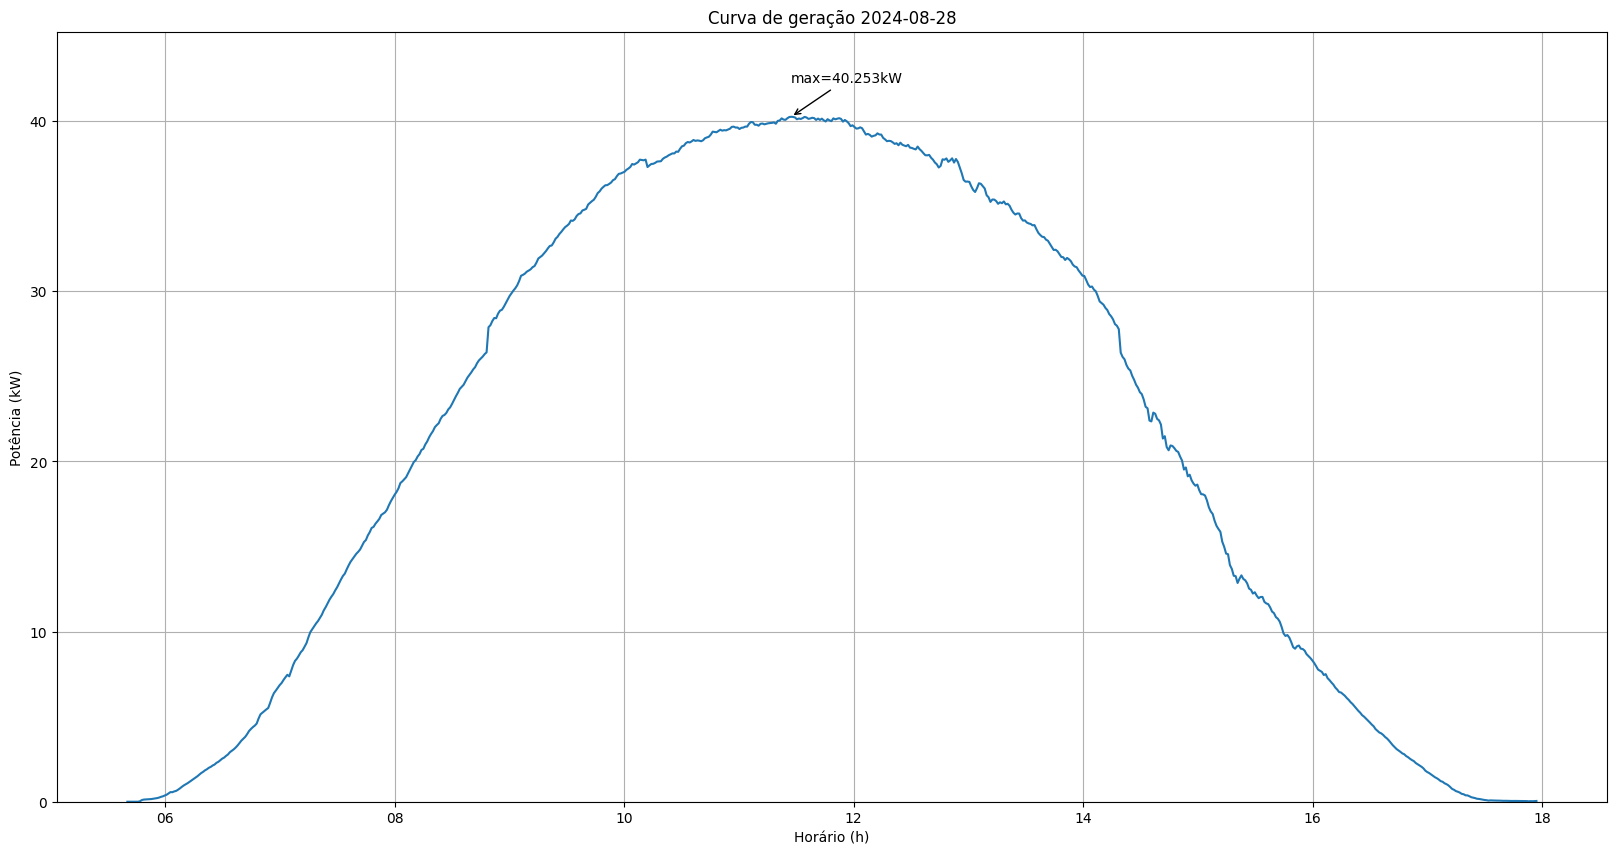 Curva de geração 2024-08-28
max=40.253kW
40
30
20
10
0
Potência (kW)
06 08 10 12 14 16 18
Horário (h)